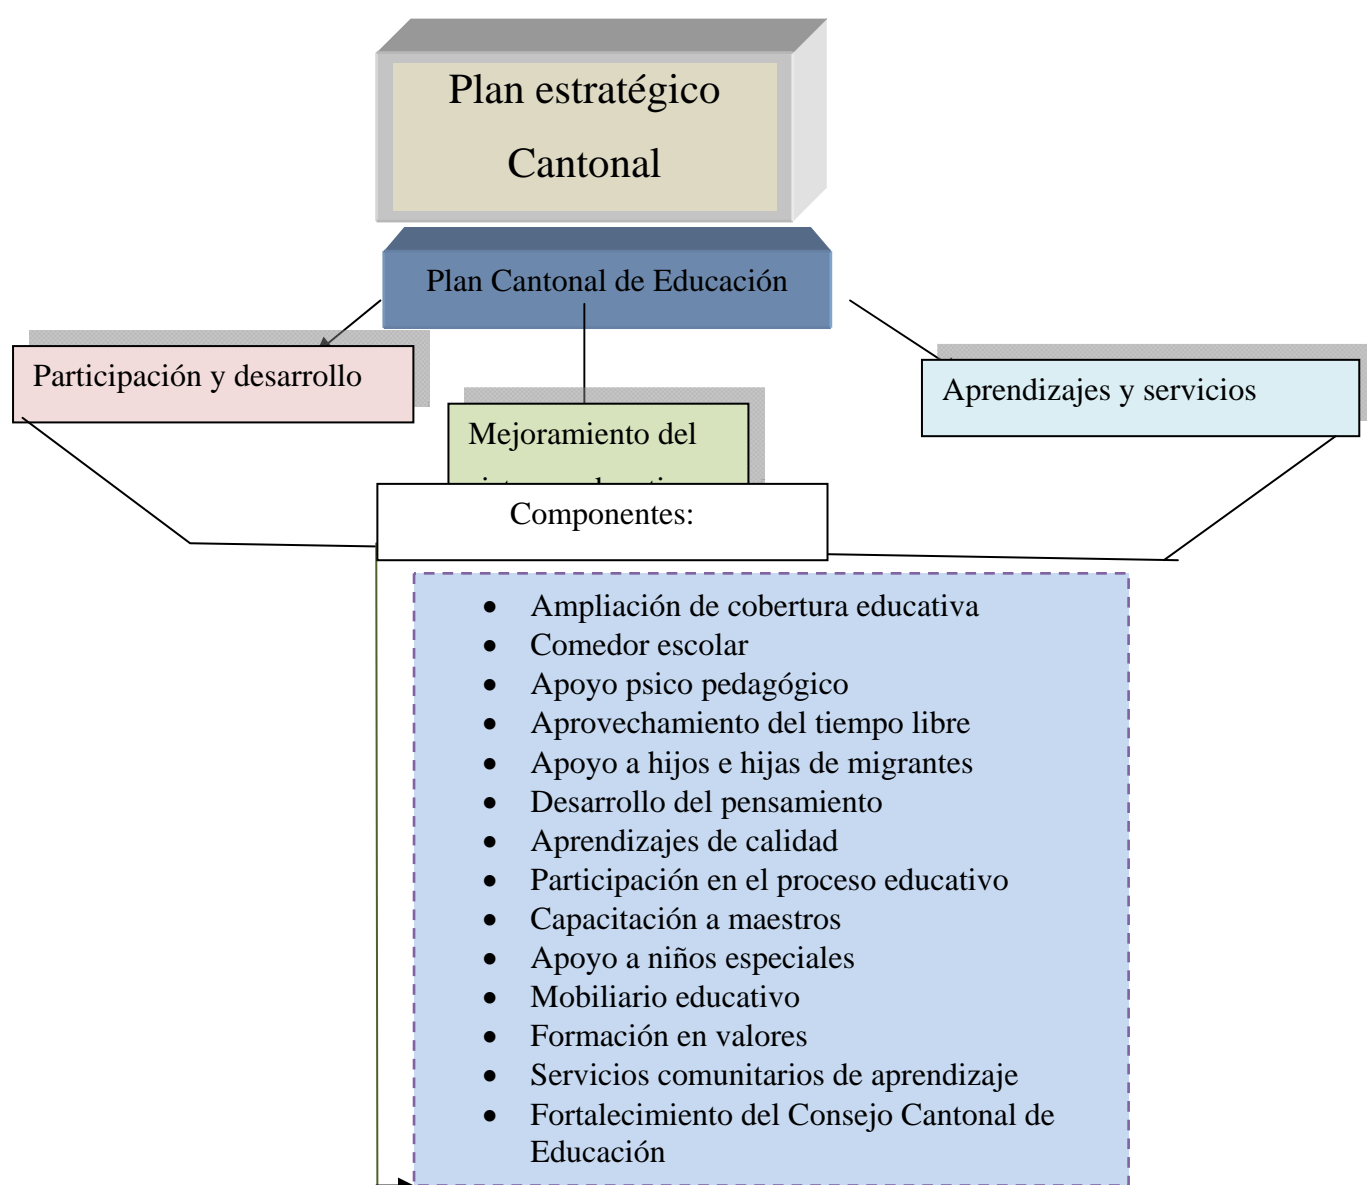 Plan estratégico
Cantonal
Plan Cantonal de Educación
Participación y desarrollo
Aprendizajes y servicios
Mejoramiento del
Componentes:
• Ampliación de cobertura educativa
• Comedor escolar
• Apoyo psico pedagógico
• Aprovechamiento del tiempo libre
• Apoyo a hijos e hijas de migrantes
• Desarrollo del pensamiento
• Aprendizajes de calidad
• Participación en el proceso educativo
• Capacitación a maestros
• Apoyo a niños especiales
• Mobiliario educativo
• Formación en valores
• Servicios comunitarios de aprendizaje
• Fortalecimiento del Consejo Cantonal de
Educación